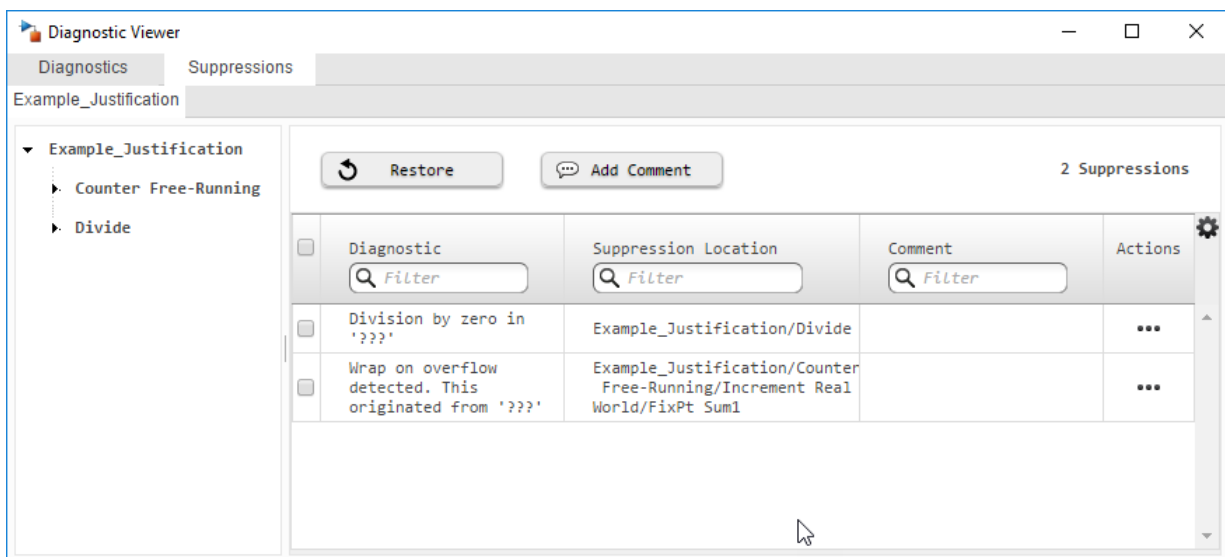 Diagnostic Viewer
Diagnostics Suppressions
Example_Justification
Example_Justification
Counter Free-Running
Divide
Restore Add Comment 2 Suppressions
Diagnostic Suppression Location Comment Actions
Filter Filter Filter
Division by zero in
'???'
Example_Justification/Divide
Wrap on overflow
detected. This
originated from '???'
Example_Justification/Counter
Free-Running/Increment Real
World/FixPt Sum1